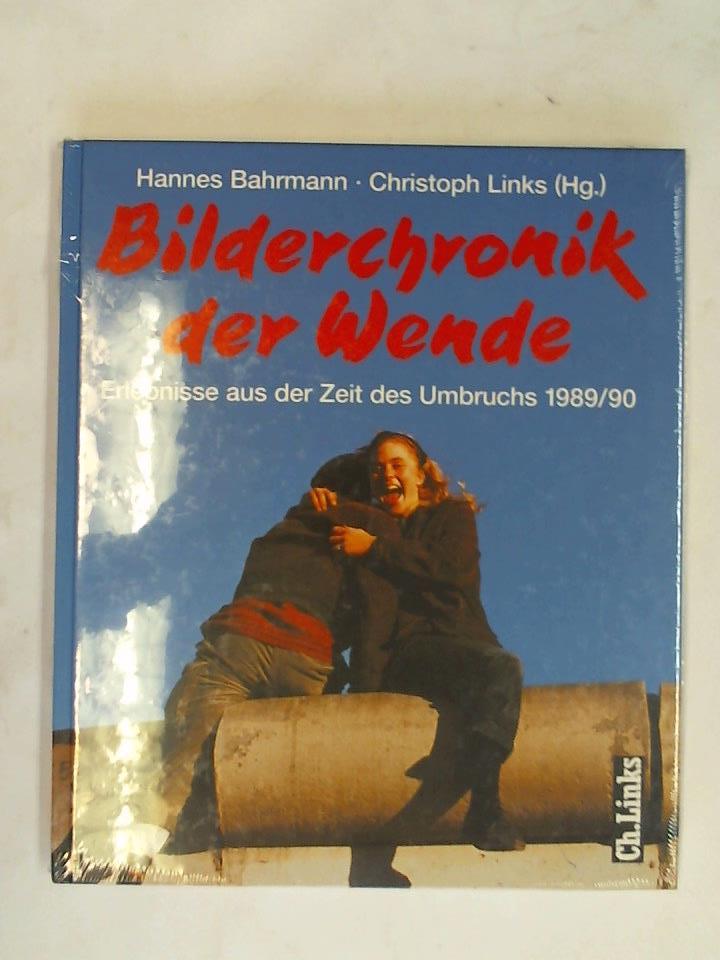 Hannes Bahrmann · Christoph Links (Hg.)
Bilderchronik
der Wende
Erlebnisse aus der Zeit des Umbruchs 1989/90
Ch.Links